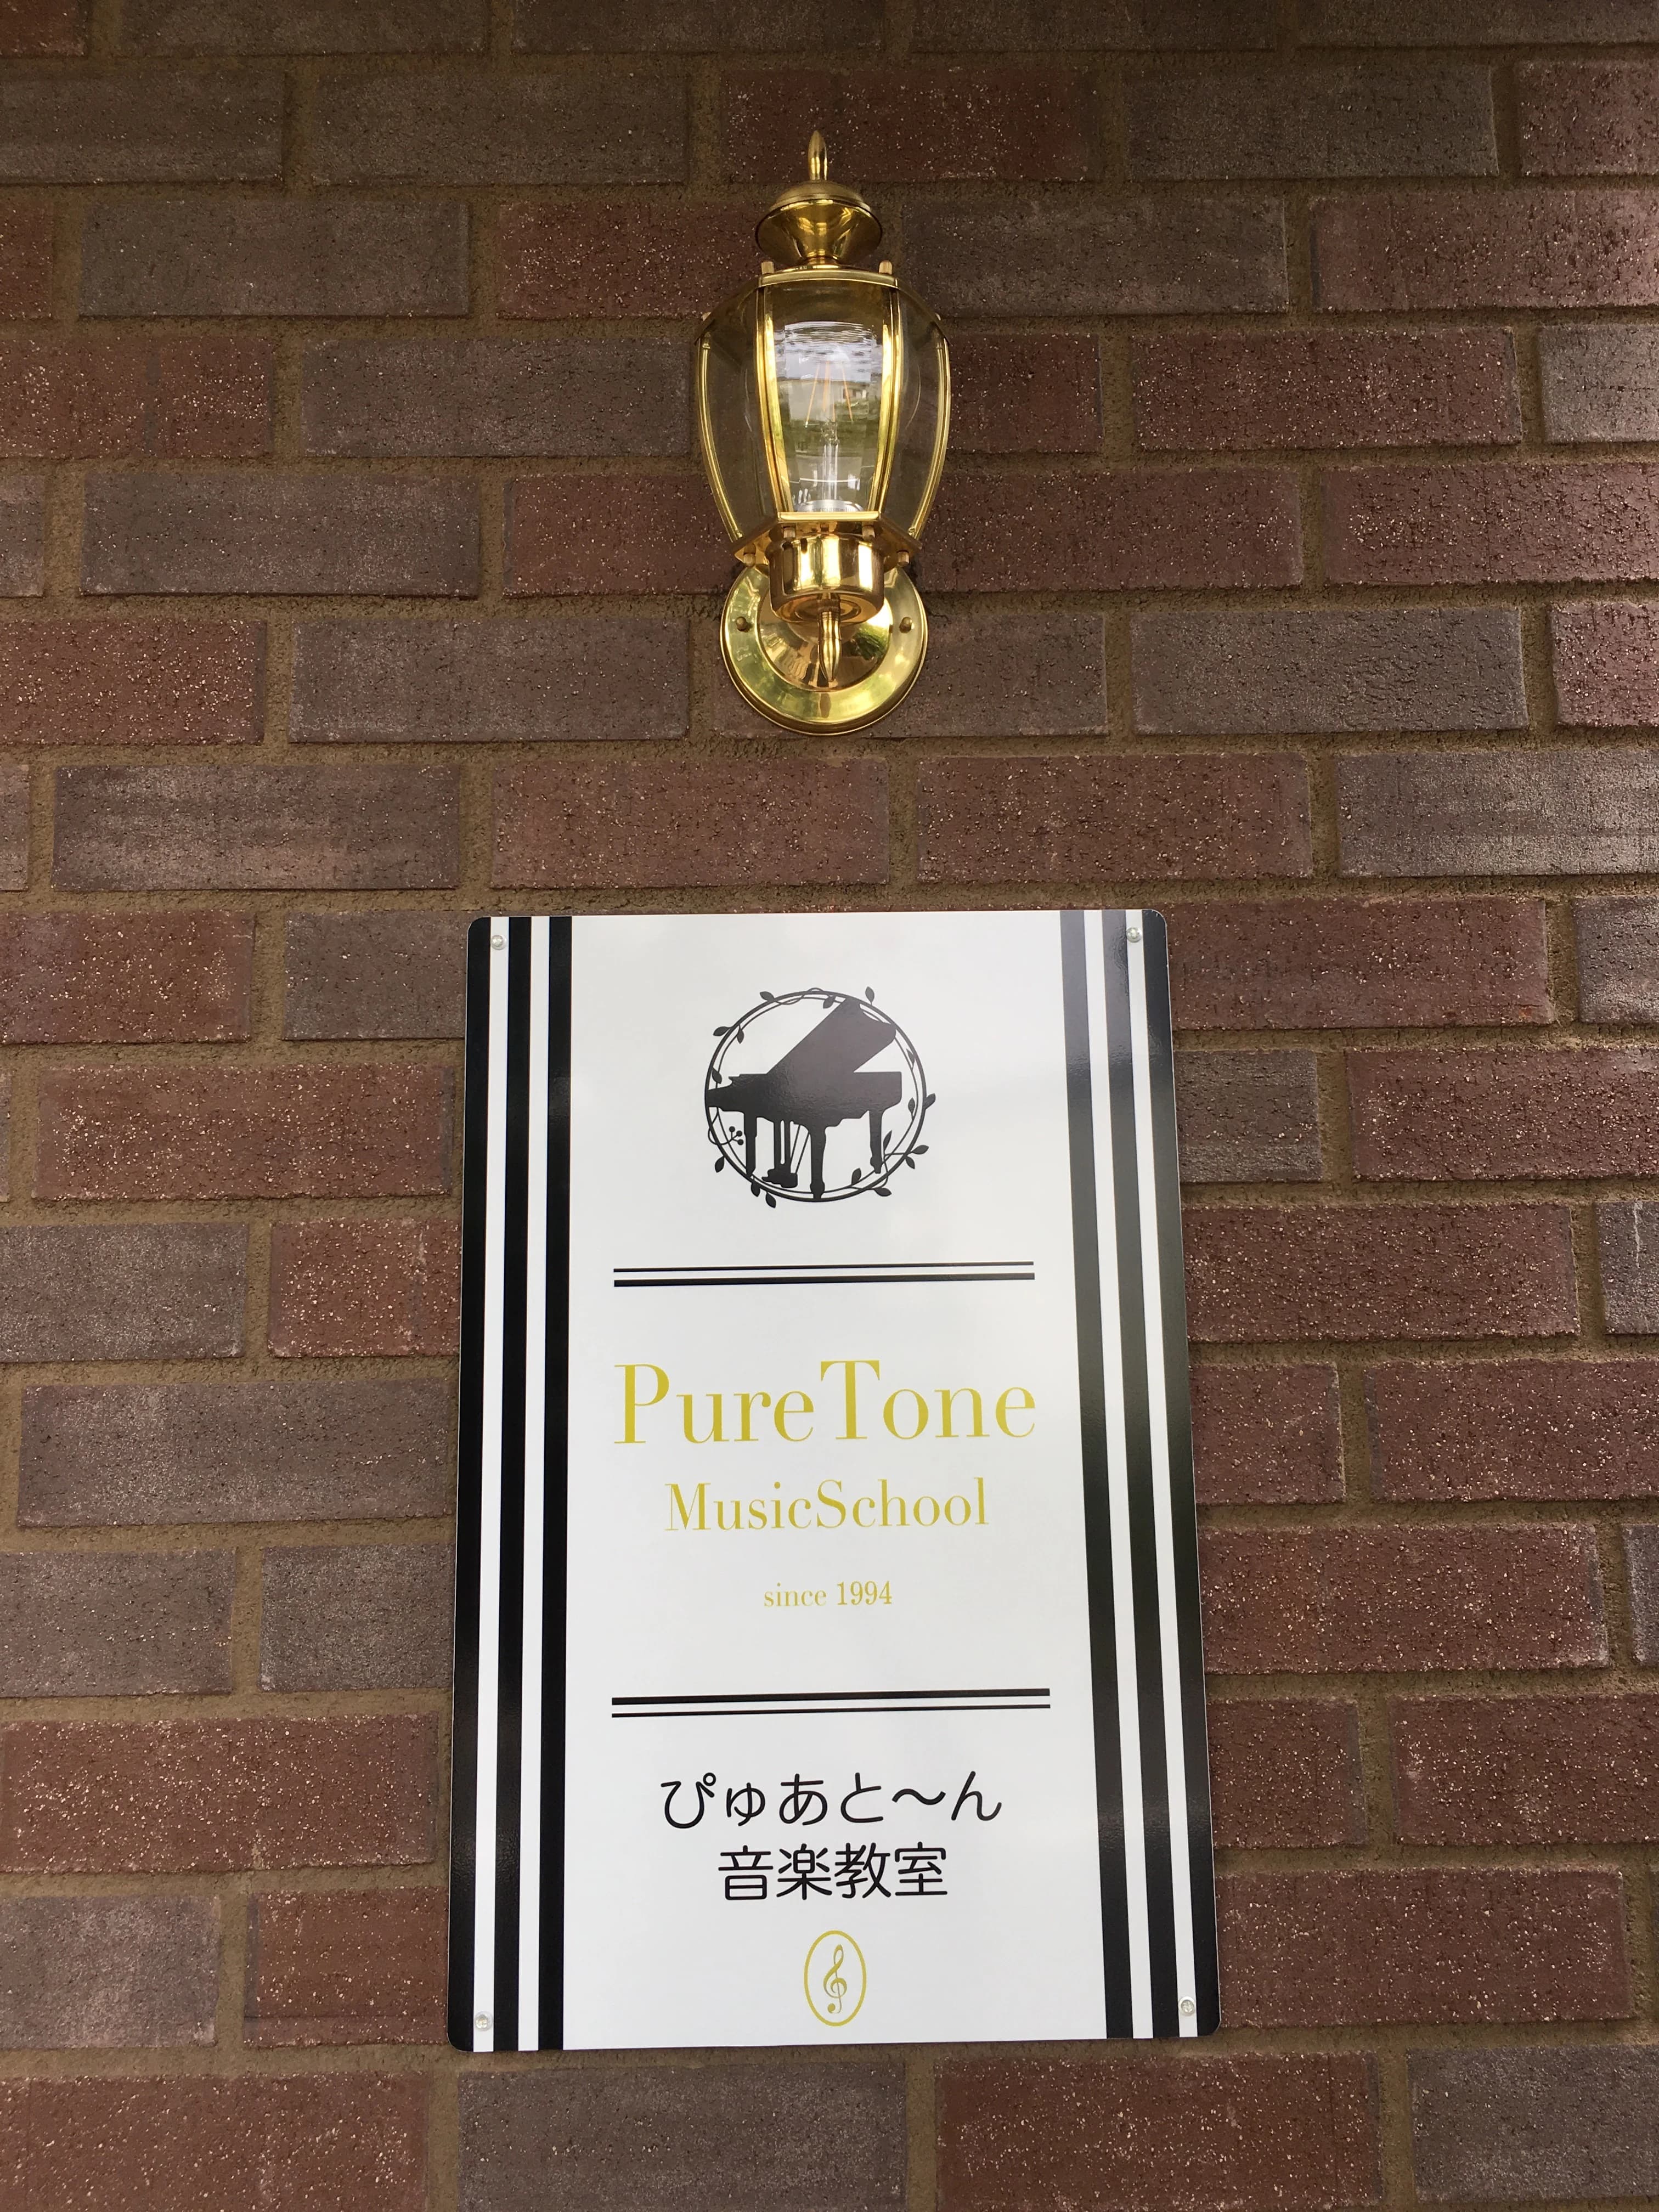 PureTone
MusicSchool
since 1994
ぴゅあと〜ん
音楽教室